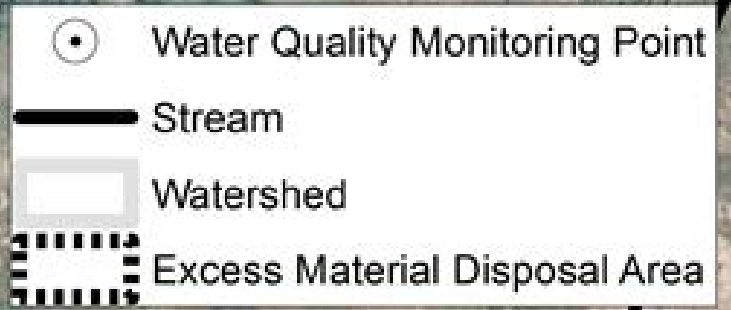 Water Quality Monitoring Point
Stream
Watershed
Excess Material Disposal Area